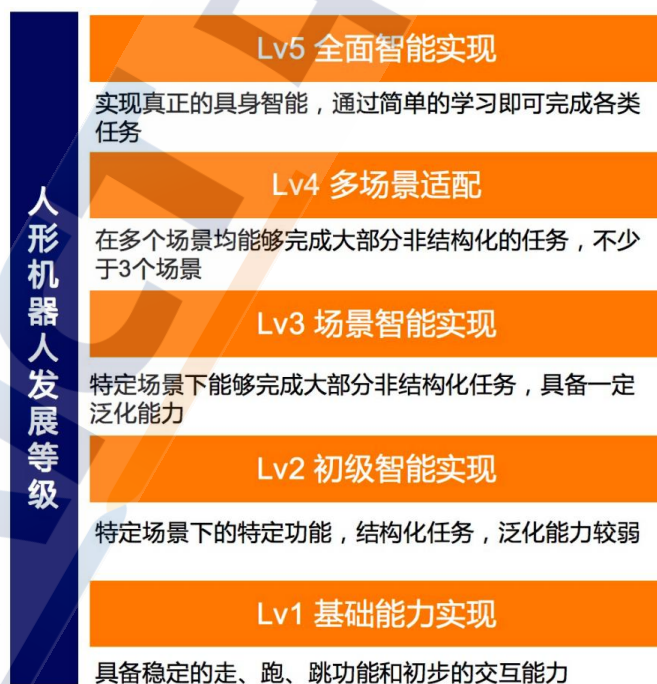 人形机器人发展等级
Lv5 全面智能实现
实现真正的具身智能，通过简单的学习即可完成各类
任务
Lv4 多场景适配
在多个场景均能够完成大部分非结构化的任务，不少
于3个场景
Lv3 场景智能实现
特定场景下能够完成大部分非结构化任务，具备一定
泛化能力
Lv2 初级智能实现
特定场景下的特定功能，结构化任务，泛化能力较弱
Lv1 基础能力实现
具备稳定的走、跑、跳功能和初步的交互能力